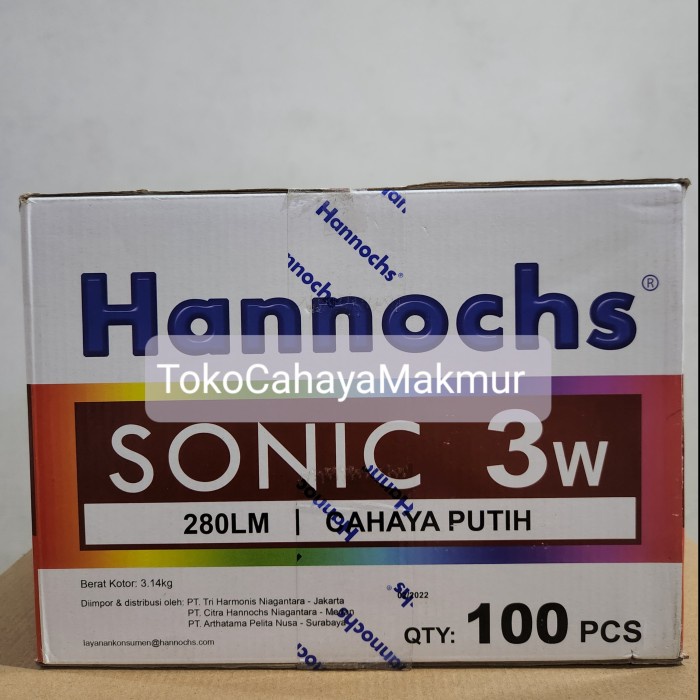 Hannochs®
nnochs
Hannochs®
TokoCahayaMakmur
SONIC 3W
280LM | CAHAYA PUTIH
Berat Kotor: 3.14kg
Diimpor & distribusi oleh: PT. Tri Harmonis Niagantara - Jakarta
PT. Citra Hannochs Niagantara - Medan
PT. Arthatama Pelita Nusa - Surabaya
layanankonsumen@hannochs.com
QTY: 100 PCS